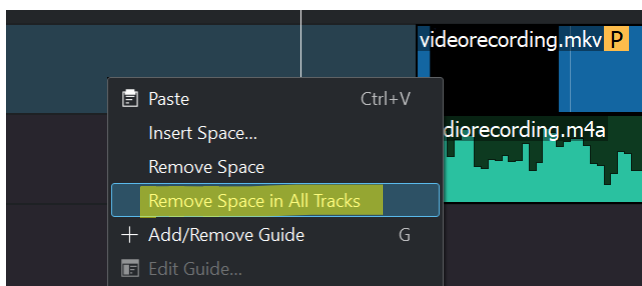 videorecording.mkv P
Paste Ctrl+V
Insert Space...
diorecording.m4a
Remove Space
Remove Space in All Tracks
Add/Remove Guide G
Edit Guide...